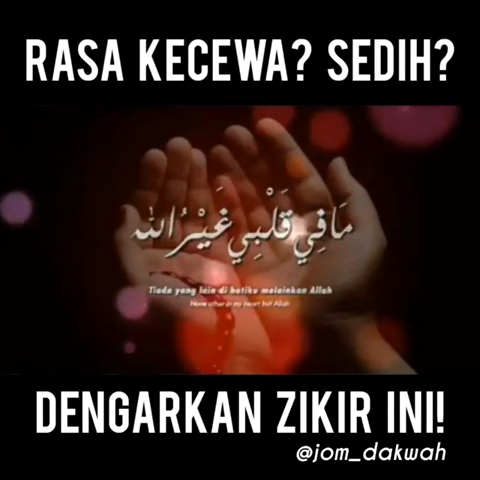 RASA KECEWA? SEDIH?
مَا فِي قَلْبِي غَيْرُ الله
Tiada yang lain di hatiku melainkan Allah
None other in my heart but Allah
DENGARKAN ZIKIR INI!
@jom_dakwah